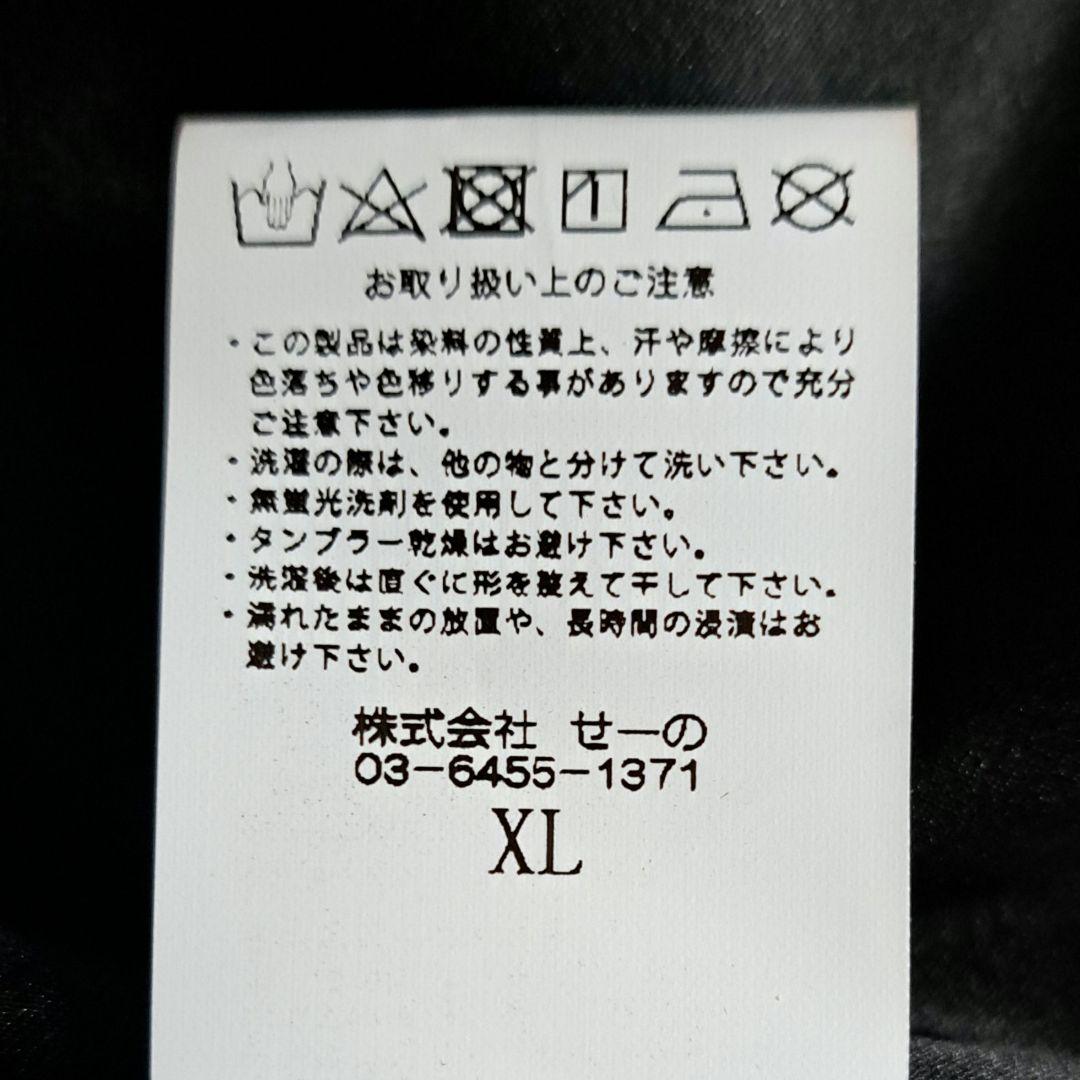 お取り扱い上のご注意
・この製品は染料の性質上、汗や摩擦により
色落ちや色移りする事がありますので充分
ご注意下さい。
・洗濯の際は、他の物と分けて洗い下さい。
・無蛍光洗剤を使用して下さい。
・タンブラー乾燥はお避け下さい。
・洗濯後は直ぐに形を整えて干して下さい。
・濡れたままの放置や、長時間の浸漬はお
避け下さい。
株式会社 せーの
03-6455-1371
XL